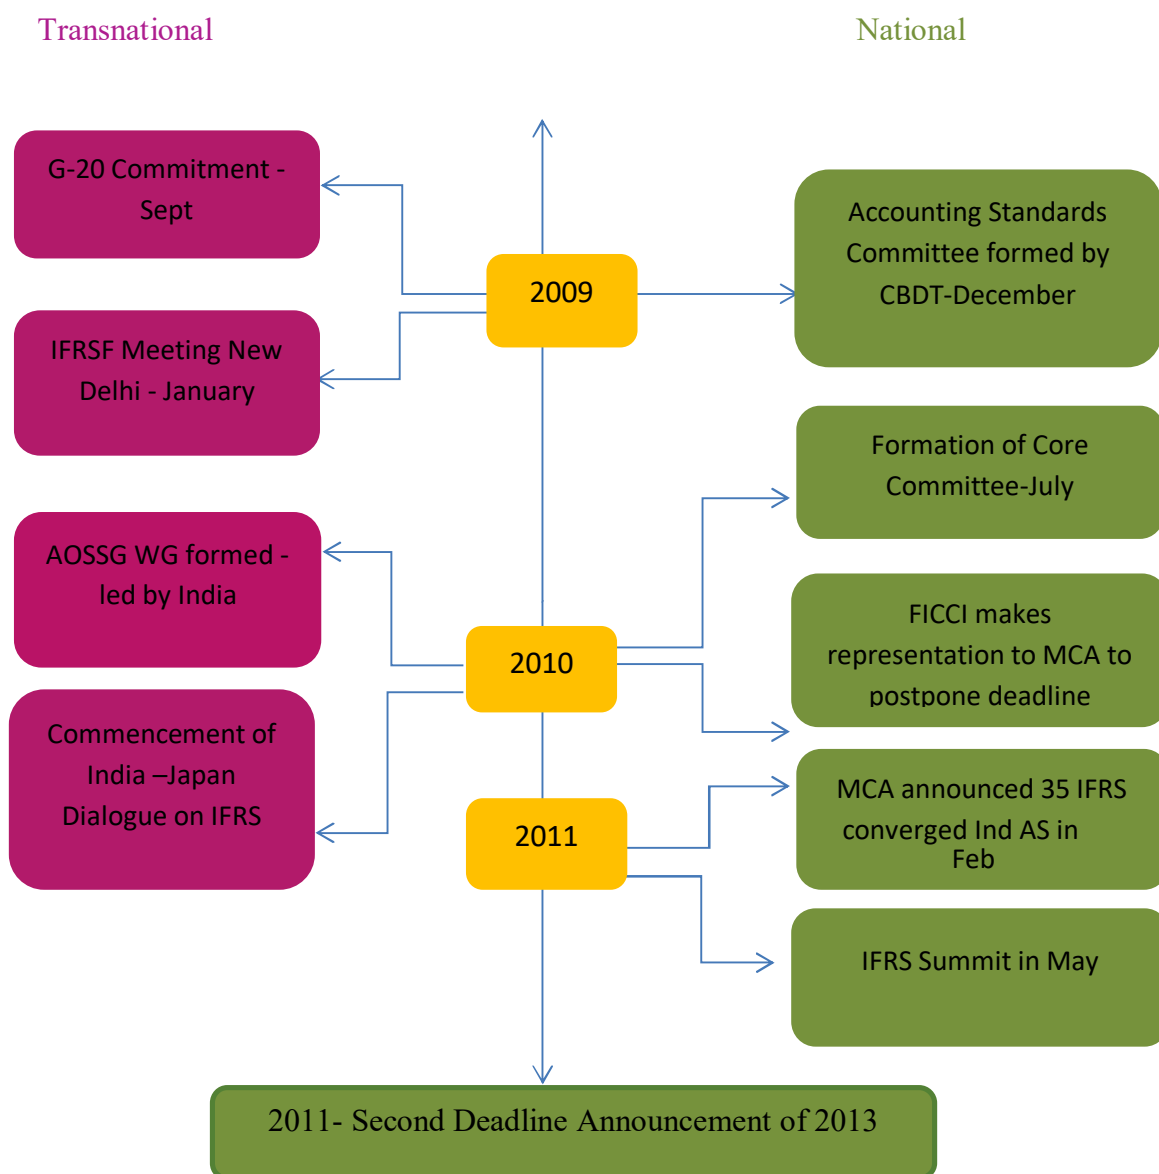 Transnational
National
G-20 Commitment -
Sept
2009
Accounting Standards
Committee formed by
CBDT-December
IFRSF Meeting New
Delhi - January
Formation of Core
Committee-July
AOSSG WG formed -
led by India
2010
FICCI makes
representation to MCA to
postpone deadline
Commencement of
India –Japan
Dialogue on IFRS
2011
MCA announced 35 IFRS
converged Ind AS in
Feb
IFRS Summit in May
2011- Second Deadline Announcement of 2013